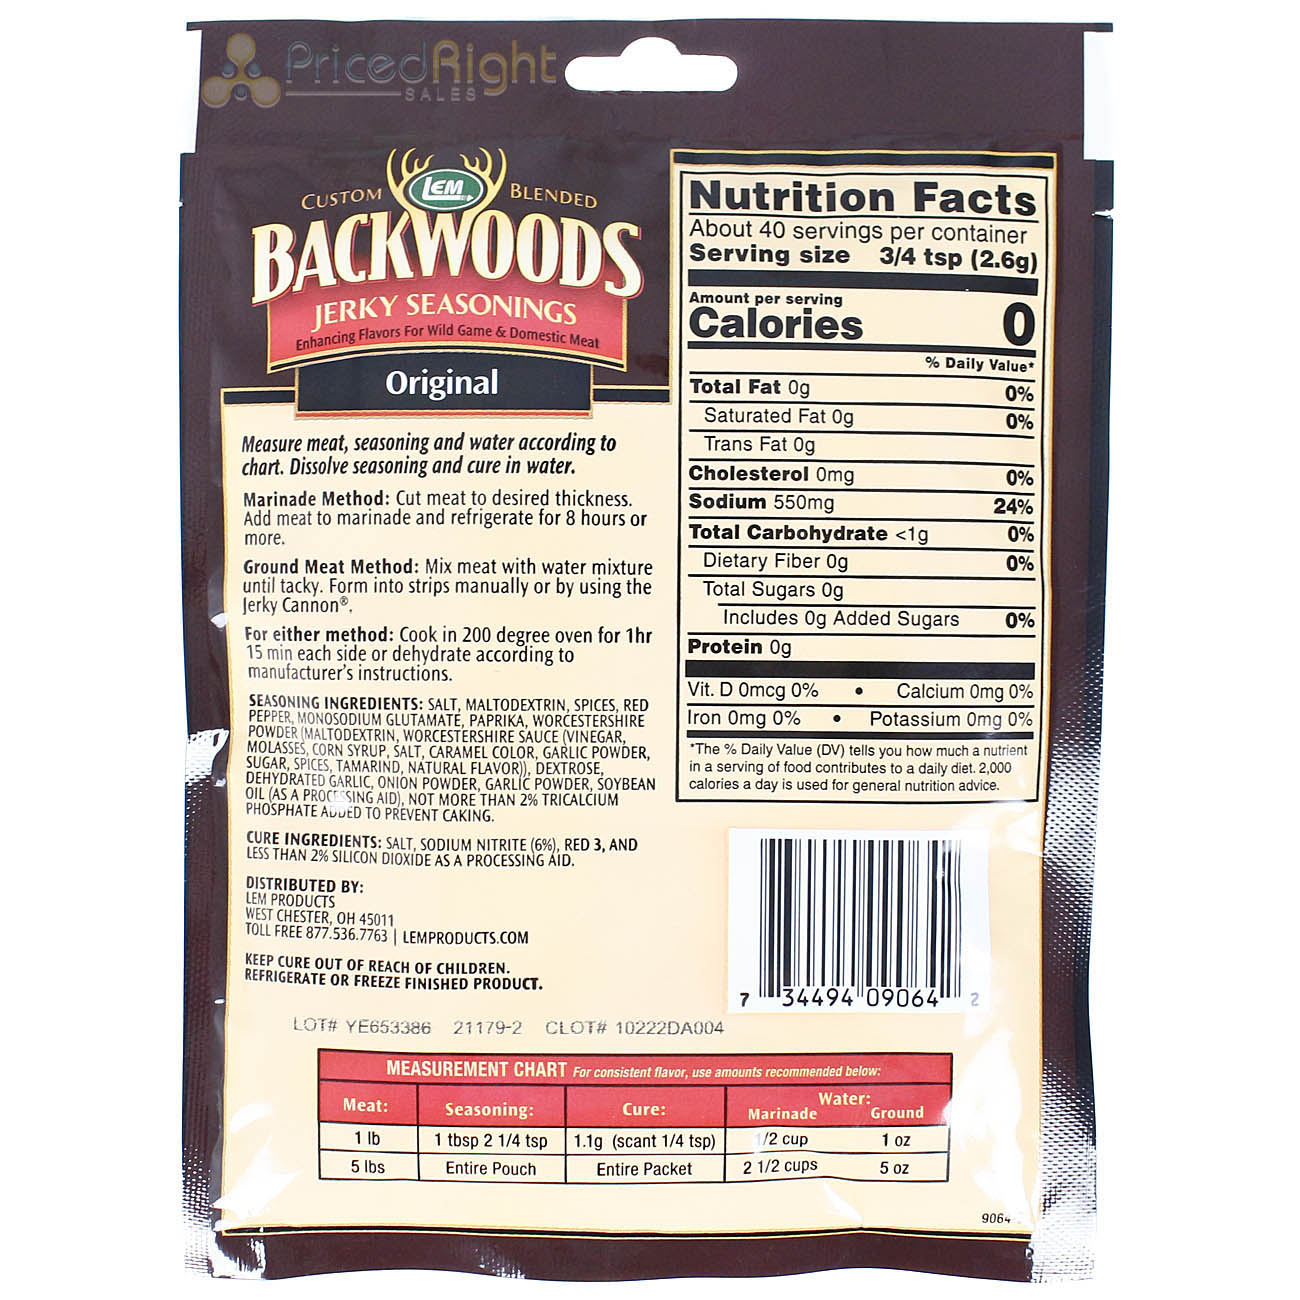 PricedRight
SALES
CUSTOM LEM BLENDED
BACKWOODS
JERKY SEASONINGS
Enhancing Flavors For Wild Game & Domestic Meat
Original
Measure meat, seasoning and water according to
chart. Dissolve seasoning and cure in water.
Marinade Method: Cut meat to desired thickness.
Add meat to marinade and refrigerate for 8 hours or
more.
Ground Meat Method: Mix meat with water mixture
until tacky. Form into strips manually or by using the
Jerky Cannon®.
For either method: Cook in 200 degree oven for 1hr
15 min each side or dehydrate according to
manufacturer's instructions.
SEASONING INGREDIENTS: SALT, MALTODEXTRIN, SPICES, RED
PEPPER, MONOSODIUM GLUTAMATE, PAPRIKA, WORCESTERSHIRE
POWDER (MALTODEXTRIN, WORCESTERSHIRE SAUCE (VINEGAR,
MOLASSES, CORN SYRUP, SALT, CARAMEL COLOR, GARLIC POWDER,
SUGAR, SPICES, TAMARIND, NATURAL FLAVOR)), DEXTROSE,
DEHYDRATED GARLIC, ONION POWDER, GARLIC POWDER, SOYBEAN
OIL (AS A PROCESSING AID), NOT MORE THAN 2% TRICALCIUM
PHOSPHATE ADDED TO PREVENT CAKING.
CURE INGREDIENTS: SALT, SODIUM NITRITE (6%), RED 3, AND
LESS THAN 2% SILICON DIOXIDE AS A PROCESSING AID.
DISTRIBUTED BY:
LEM PRODUCTS
WEST CHESTER, OH 45011
TOLL FREE 877.536.7763 | LEMPRODUCTS.COM
KEEP CURE OUT OF REACH OF CHILDREN.
REFRIGERATE OR FREEZE FINISHED PRODUCT.
Nutrition Facts
About 40 servings per container
Serving size 3/4 tsp (2.6g)
Amount per serving
Calories 0
% Daily Value*
Total Fat 0g 0%
Saturated Fat 0g 0%
Trans Fat 0g
Cholesterol 0mg 0%
Sodium 550mg 24%
Total Carbohydrate <1g 0%
Dietary Fiber 0g 0%
Total Sugars 0g
Includes 0g Added Sugars 0%
Protein 0g
Vit. D 0mcg 0% • Calcium 0mg 0%
Iron 0mg 0% • Potassium 0mg 0%
*The % Daily Value (DV) tells you how much a nutrient
in a serving of food contributes to a daily diet. 2,000
calories a day is used for general nutrition advice.
7 34494 09064 2
LOT# YE653386 21179-2 CLOT# 10222DA004
MEASUREMENT CHART For consistent flavor, use amounts recommended below:
Meat: Seasoning: Cure: Water:
Marinade Ground
1 lb 1 tbsp 2 1/4 tsp 1.1g (scant 1/4 tsp) 1/2 cup 1 oz
5 lbs Entire Pouch Entire Packet 2 1/2 cups 5 oz
9064